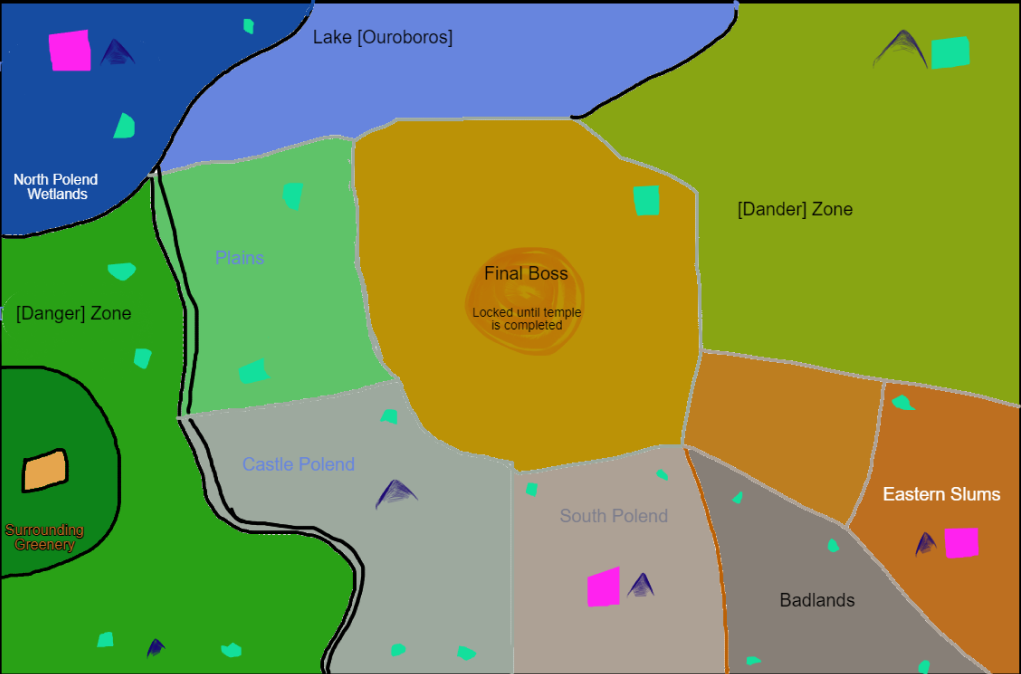 Lake [Ouroboros]
North Polend
Wetlands
[Dander] Zone
Plains
Final Boss
Locked until temple
is completed
[Danger] Zone
Castle Polend
Eastern Slums
South Polend
Surrounding
Greenery
Badlands